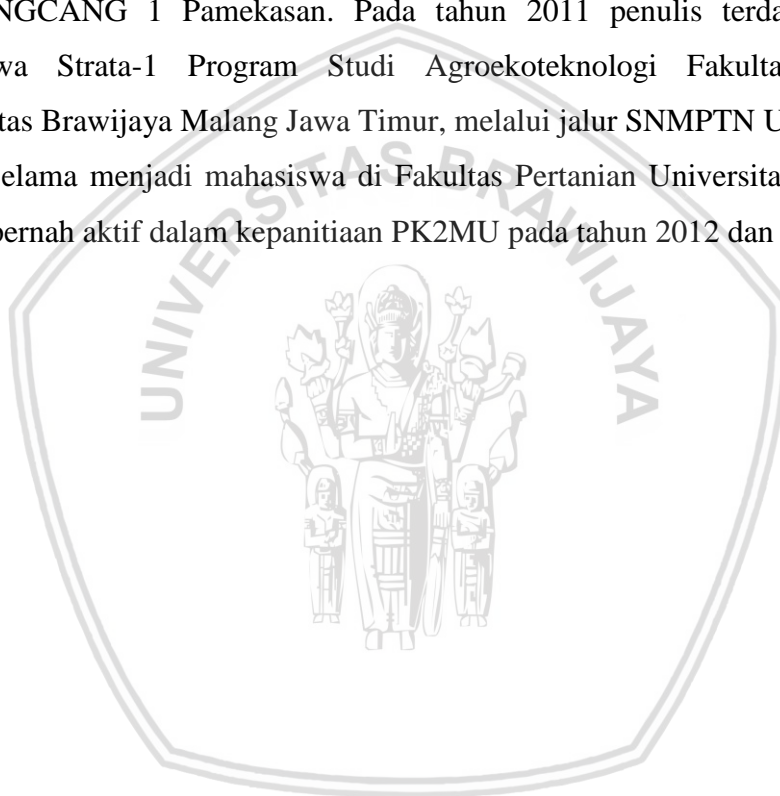 NGCANG 1 Pamekasan. Pada tahun 2011 penulis terda
wa Strata-1 Program Studi Agroekoteknologi Fakulta
tas Brawijaya Malang Jawa Timur, melalui jalur SNMPTN U
elama menjadi mahasiswa di Fakultas Pertanian Universita
pernah aktif dalam kepanitiaan PK2MU pada tahun 2012 dan
UNIVERSITAS BRAWIJAYA